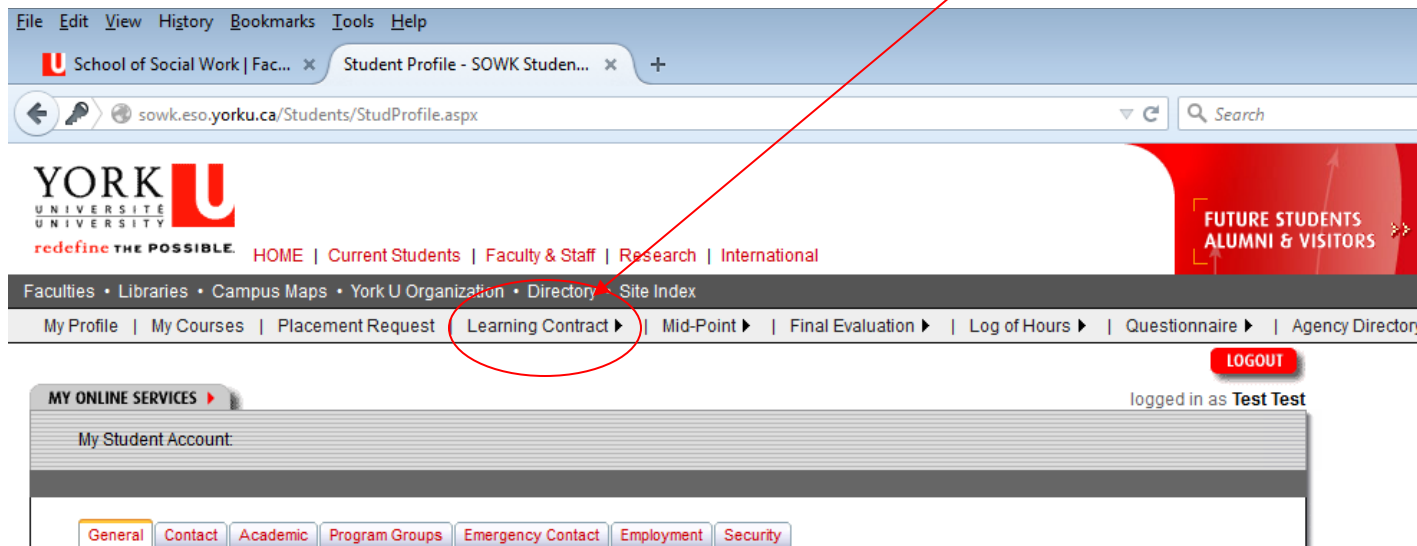 File Edit View History Bookmarks Tools Help
School of Social Work | Fac... × Student Profile - SOWK Studen... × +
sowk.eso.yorku.ca/Students/StudProfile.aspx Search
YORK U
UNIVERSITÉ
UNIVERSITY
redefine THE POSSIBLE.
HOME | Current Students | Faculty & Staff | Research | International
FUTURE STUDENTS
ALUMNI & VISITORS
Faculties • Libraries • Campus Maps • York U Organization • Directory • Site Index
My Profile | My Courses | Placement Request | Learning Contract | Mid-Point | Final Evaluation | Log of Hours | Questionnaire | Agency Directory
LOGOUT
MY ONLINE SERVICES
logged in as Test Test
My Student Account:
General Contact Academic Program Groups Emergency Contact Employment Security